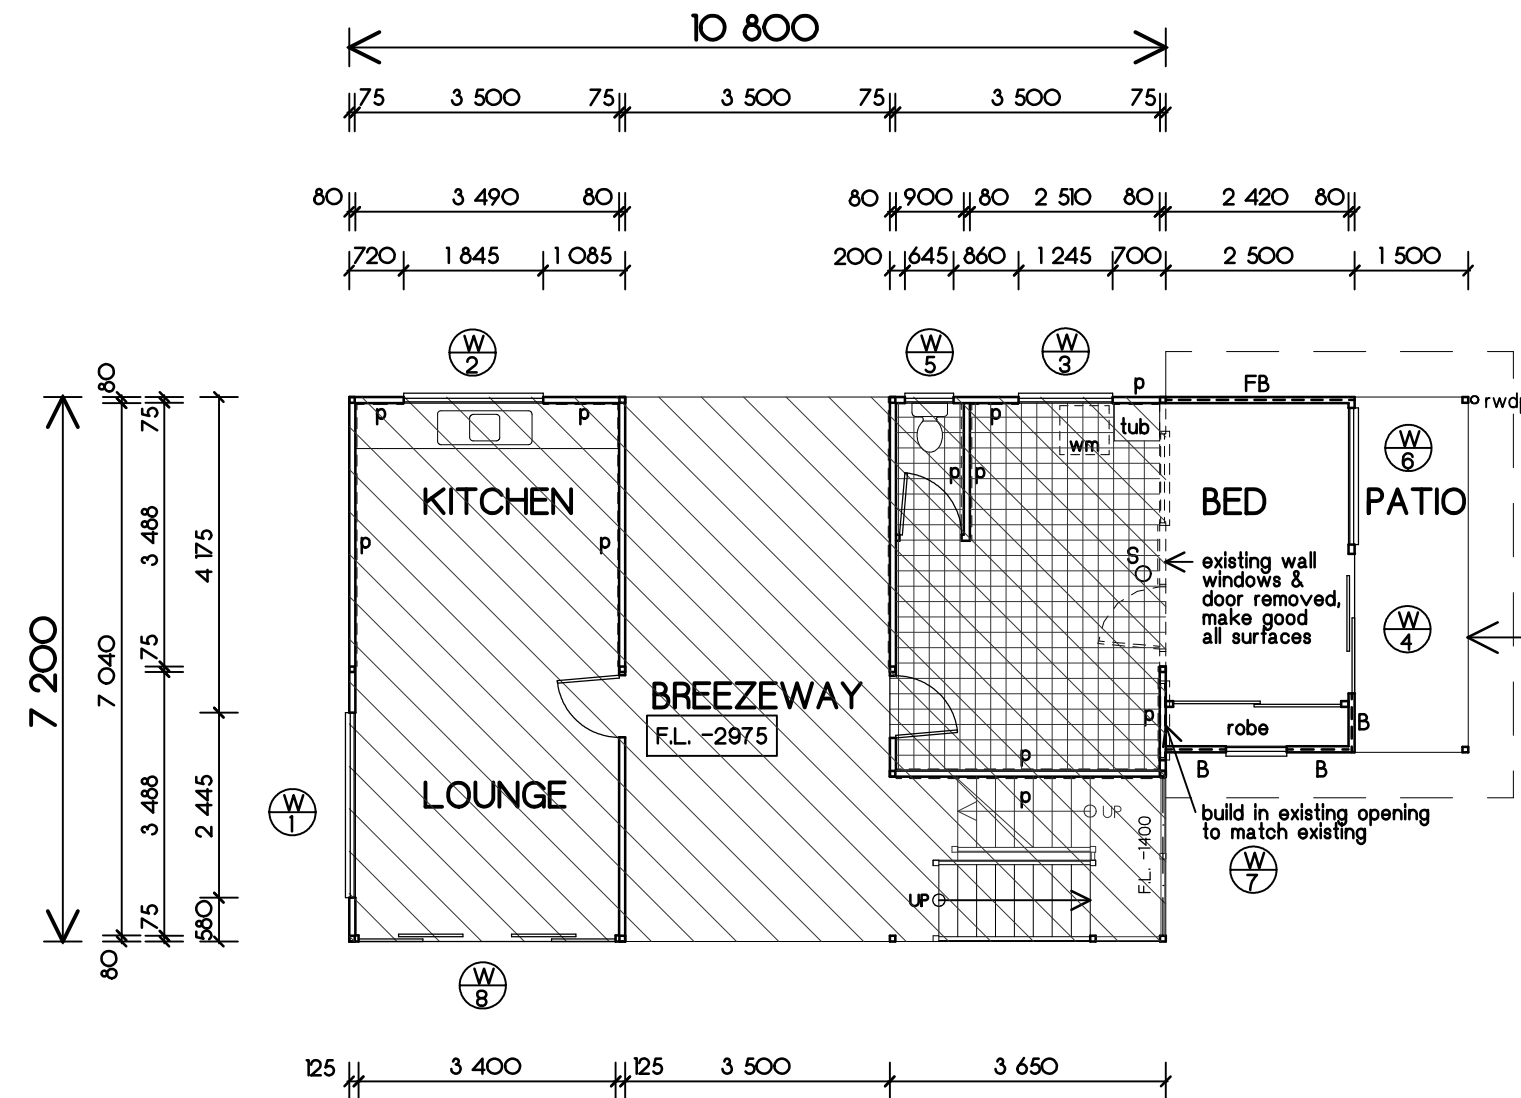 10 800
75 3 500 75 3 500 75 3 500 75
80 3 490 80 80 900 80 2 510 80 2 420 80
720 1 845 1 085 200 645 860 1 245 700 2 500 1 500
W
2
W
5
W
3
p
FB
rwdp
80
75
p p p
tub
wm
W
6
KITCHEN
p p
BED
PATIO
3 488
4 175
p p
S
existing wall
windows &
door removed,
make good
all surfaces
W
4
7 200
7 040
75
BREEZEWAY
F.L. -2975
p
robe
B
p
B B
LOUNGE
p
UP
build in existing opening
to match existing
W
1
3 488
2 445
F.L. -1400
W
7
UP
75
580
80
W
8
125 3 400 125 3 500 3 650